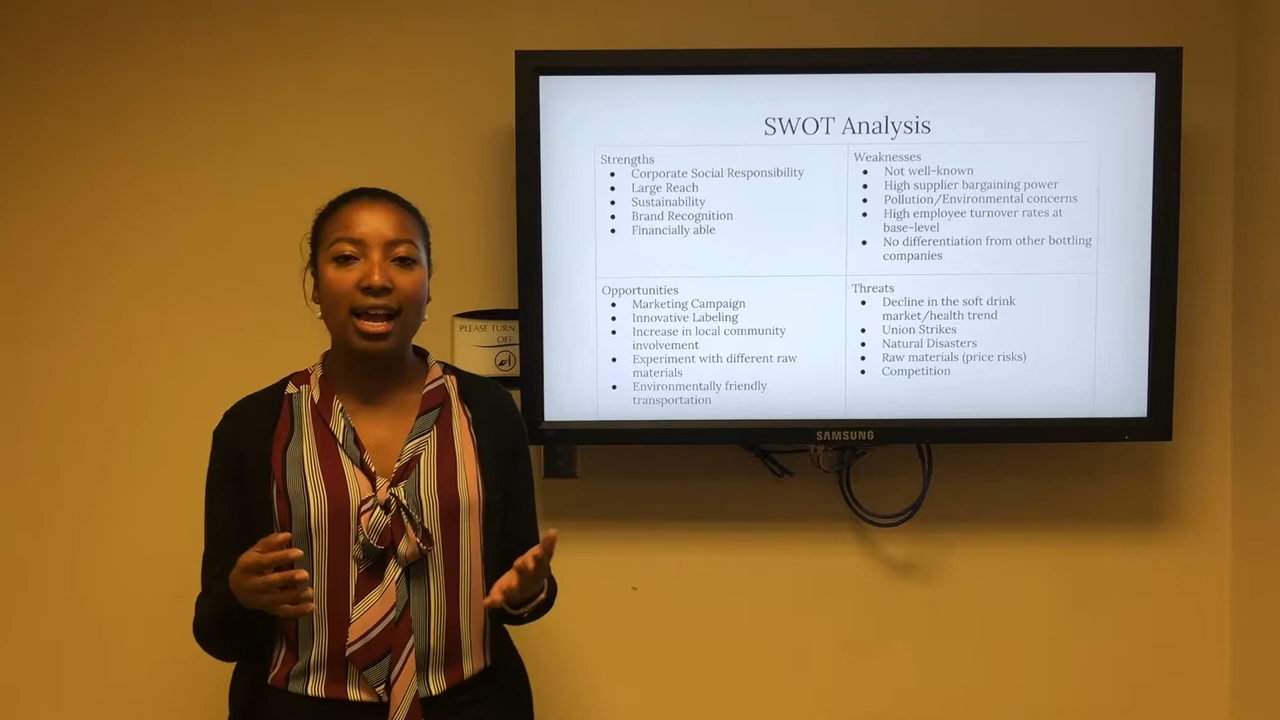 SWOT Analysis
Strengths
● Corporate Social Responsibility
● Large Reach
● Sustainability
● Brand Recognition
● Financially able
Weaknesses
● Not well-known
● High supplier bargaining power
● Pollution/Environmental concerns
● High employee turnover rates at
base-level
● No differentiation from other bottling
companies
Opportunities
● Marketing Campaign
● Innovative Labeling
● Increase in local community
involvement
● Experiment with different raw
materials
● Environmentally friendly
transportation
Threats
● Decline in the soft drink
market/health trend
● Union Strikes
● Natural Disasters
● Raw materials (price risks)
● Competition
PLEASE TURN
OFF
SAMSUNG